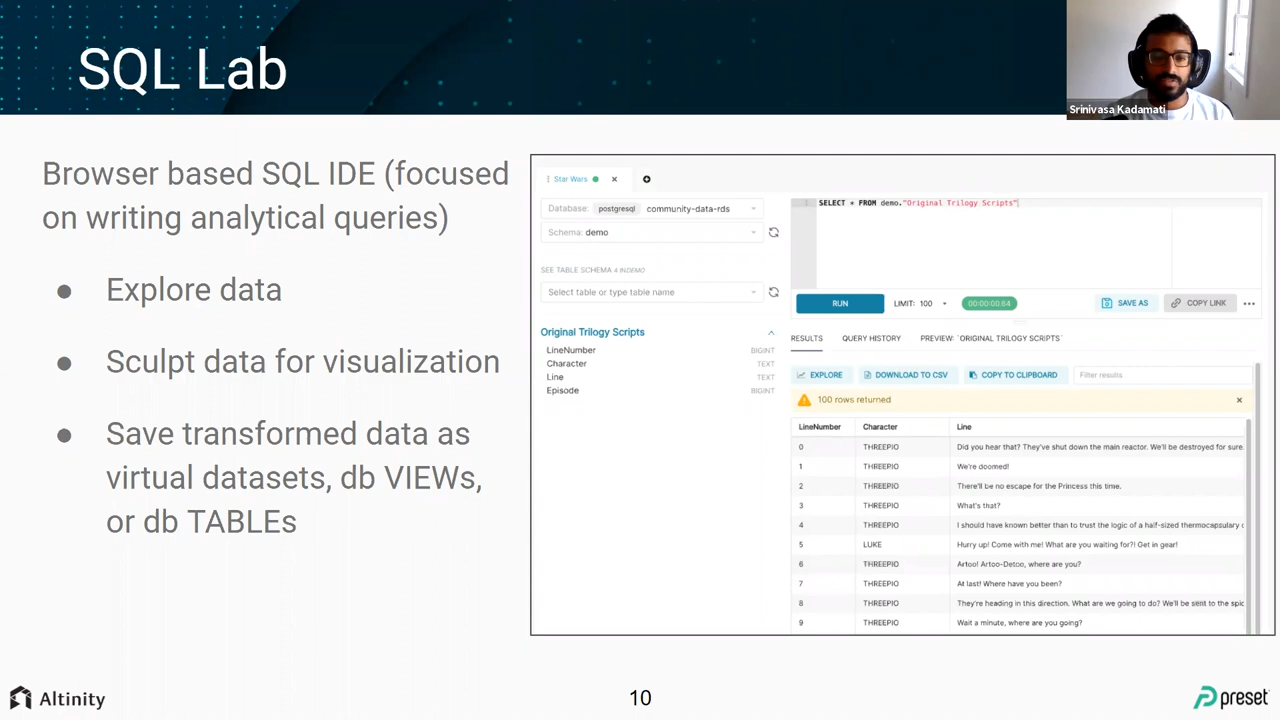 SQL Lab
Srinivasa Kadamati
Browser based SQL IDE (focused
on writing analytical queries)
● Explore data
● Sculpt data for visualization
● Save transformed data as
virtual datasets, db VIEWs,
or db TABLEs
Star Wars
Database: postgresql community-data-rds
Schema: demo
SEE TABLE SCHEMA 4 IN DEMO
Select table or type table name
Original Trilogy Scripts
LineNumber BIGINT
Character TEXT
Line TEXT
Episode BIGINT
1 SELECT * FROM demo."Original Trilogy Scripts"
RUN LIMIT: 100 00:00:00.64 SAVE AS COPY LINK
RESULTS QUERY HISTORY PREVIEW: `ORIGINAL TRILOGY SCRIPTS`
EXPLORE DOWNLOAD TO CSV COPY TO CLIPBOARD Filter results
100 rows returned
LineNumber Character Line
0 THREEPIO Did you hear that? They've shut down the main reactor. We'll be destroyed for sure.
1 THREEPIO We're doomed!
2 THREEPIO There'll be no escape for the Princess this time.
3 THREEPIO What's that?
4 THREEPIO I should have known better than to trust the logic of a half-sized thermocapsulary
5 LUKE Hurry up! Come with me! What are you waiting for?! Get in gear!
6 THREEPIO Artoo! Artoo-Detoo, where are you?
7 THREEPIO At last! Where have you been?
8 THREEPIO They're heading in this direction. What are we going to do? We'll be sent to the spic
9 THREEPIO Wait a minute, where are you going?
Altinity
10
preset